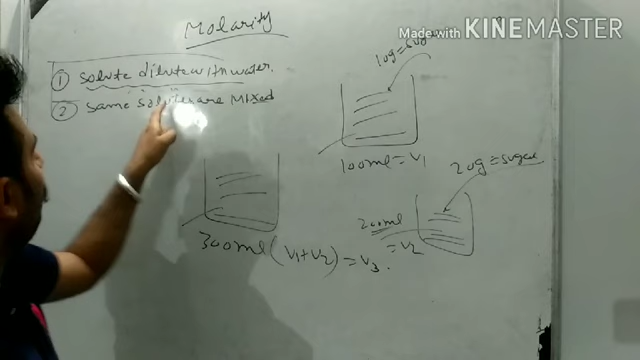 Molarity
① solute dilute with water.
② same solute are Mixed
10g = sugar
100ml = V1
20g = sugar
200ml
= V2
300ml (V1+V2) = V3.
Made with KINEMASTER